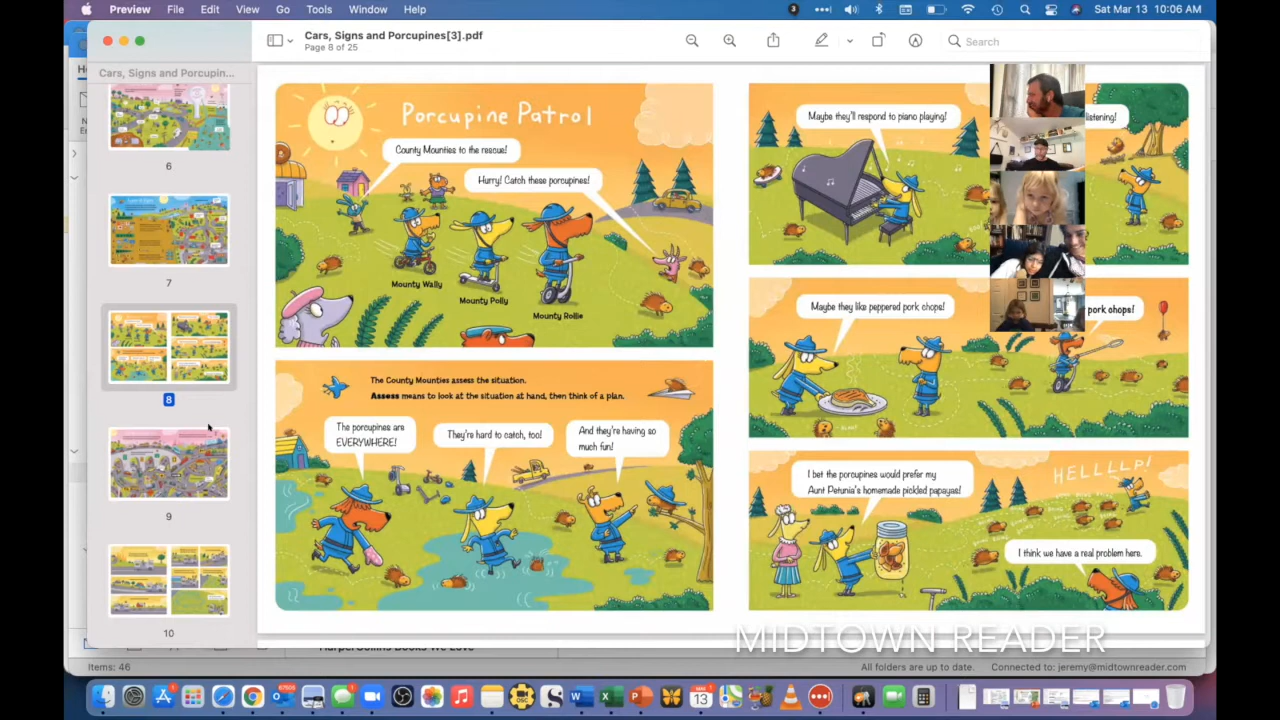 Preview File Edit View Go Tools Window Help
3
Sat Mar 13 10:06 AM
Cars, Signs and Porcupines[3].pdf
Page 8 of 25
Search
Cars, Signs and Porcupin...
6
7
8
9
10
Porcupine Patrol
County Mounties to the rescue!
Hurry! Catch these porcupines!
Mounty Wally
Mounty Polly
Mounty Rollie
The County Mounties assess the situation.
Assess means to look at the situation at hand, then think of a plan.
The porcupines are
EVERYWHERE!
They're hard to catch, too!
And they're having so
much fun!
Maybe they'll respond to piano playing!
listening!
Maybe they like peppered pork chops!
pork chops!
I bet the porcupines would prefer my
Aunt Petunia's homemade pickled papayas!
HELLLLP!
I think we have a real problem here.
MIDTOWN READER
HarperCollins Books We Love
Items: 46
All folders are up to date.
Connected to: jeremy@midtownreader.com